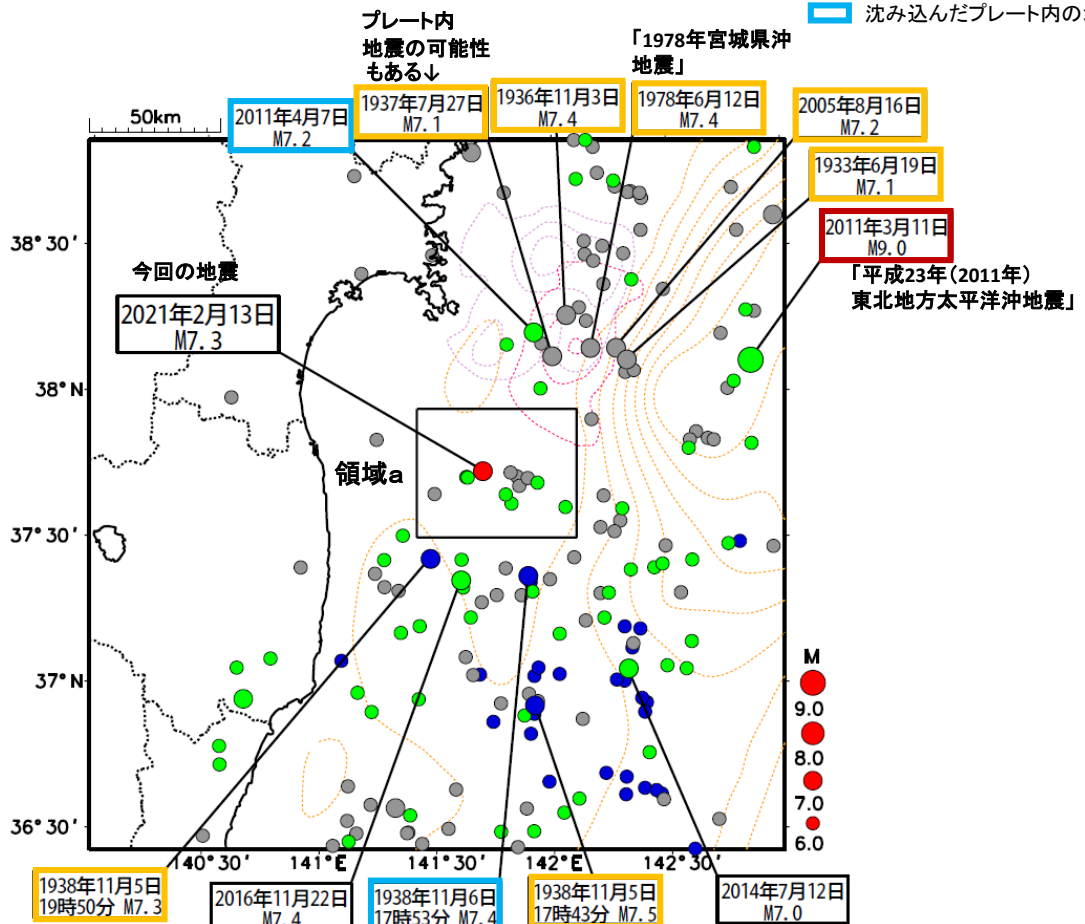 沈み込んだプレート内の
プレート内
地震の可能性
もある↓
「1978年宮城県沖
地震」
50km
2011年4月7日
M7.2
1937年7月27日
M7.1
1936年11月3日
M7.4
1978年6月12日
M7.4
2005年8月16日
M7.2
1933年6月19日
M7.1
2011年3月11日
M9.0
「平成23年(2011年)
東北地方太平洋沖地震」
今回の地震
2021年2月13日
M7.3
領域a
38°30′
38°N
37°30′
37°N
36°30′
140°30′
141°E
141°30′
142°E
142°30′
M
9.0
8.0
7.0
6.0
1938年11月5日
19時50分 M7.3
2016年11月22日
M7.4
1938年11月6日
17時53分 M7.4
1938年11月5日
17時43分 M7.5
2014年7月12日
M7.0